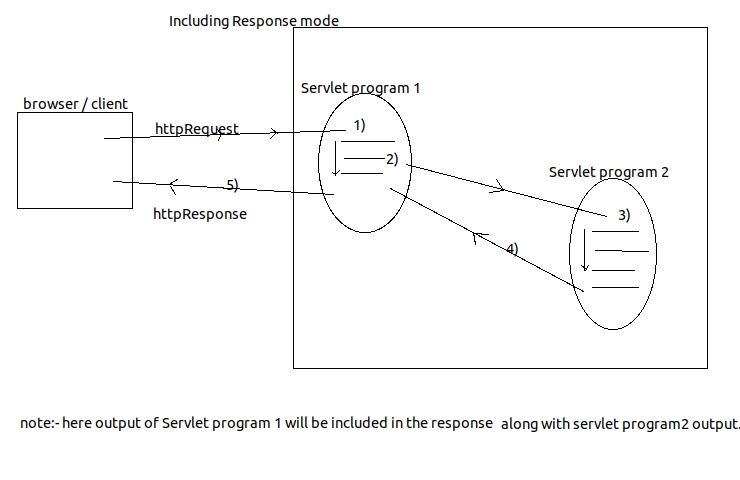 Including Response mode
Servlet program 1
browser / client
httpRequest
1)
2)
Servlet program 2
5)
httpResponse
3)
4)
note:- here output of Servlet program 1 will be included in the response  along with servlet program2 output.